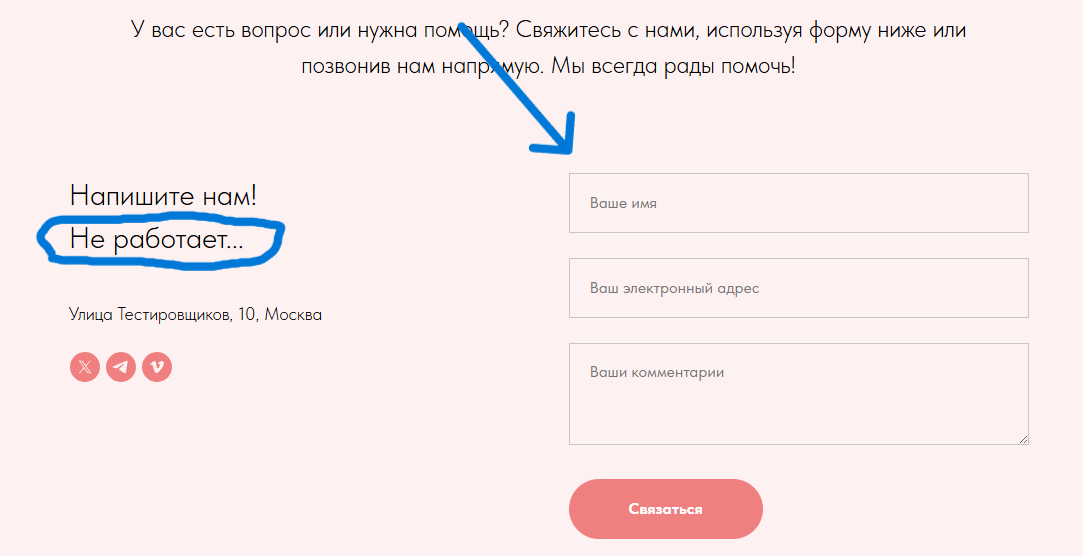 У вас есть вопрос или нужна помощь? Свяжитесь с нами, используя форму ниже или
позвонив нам напрямую. Мы всегда рады помочь!
Напишите нам!
Не работает...
Улица Тестировщиков, 10, Москва
Ваше имя
Ваш электронный адрес
Ваши комментарии
Связаться